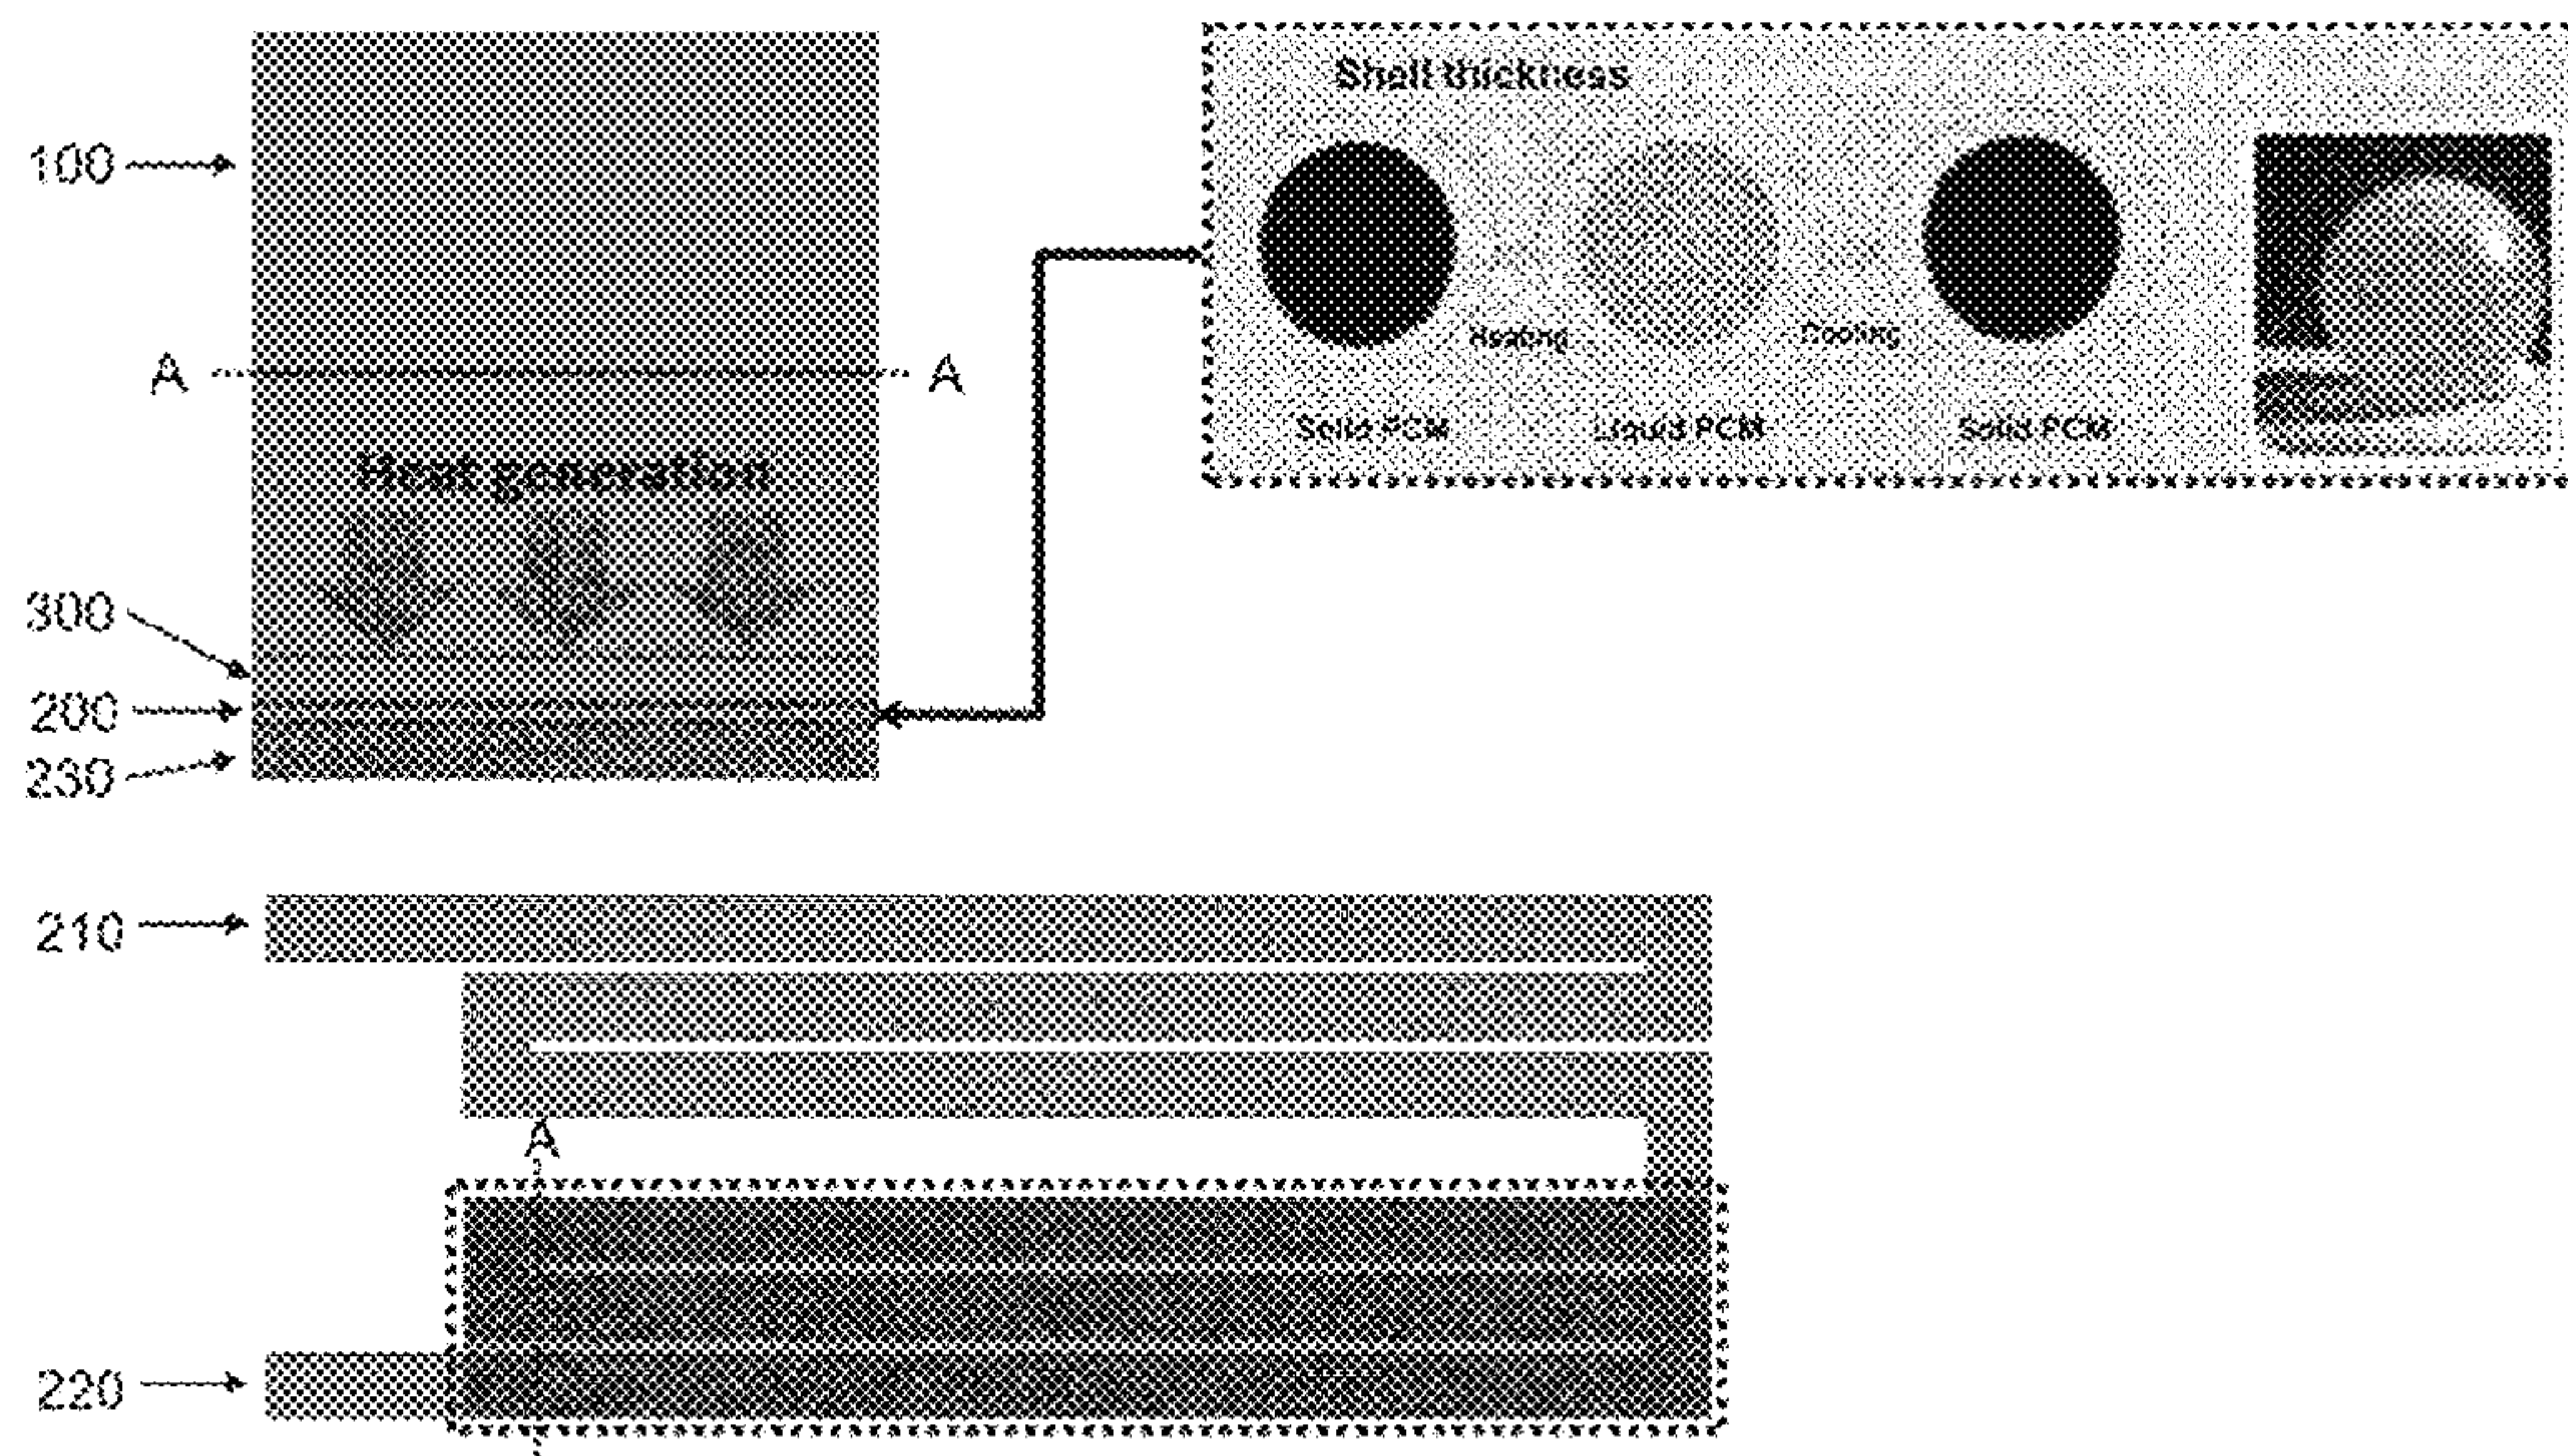 Shell thickness
100
Heating
Cooling
A
A
Solid PCM
Liquid PCM
Solid PCM
Heat generation
300
200
230
210
A
220